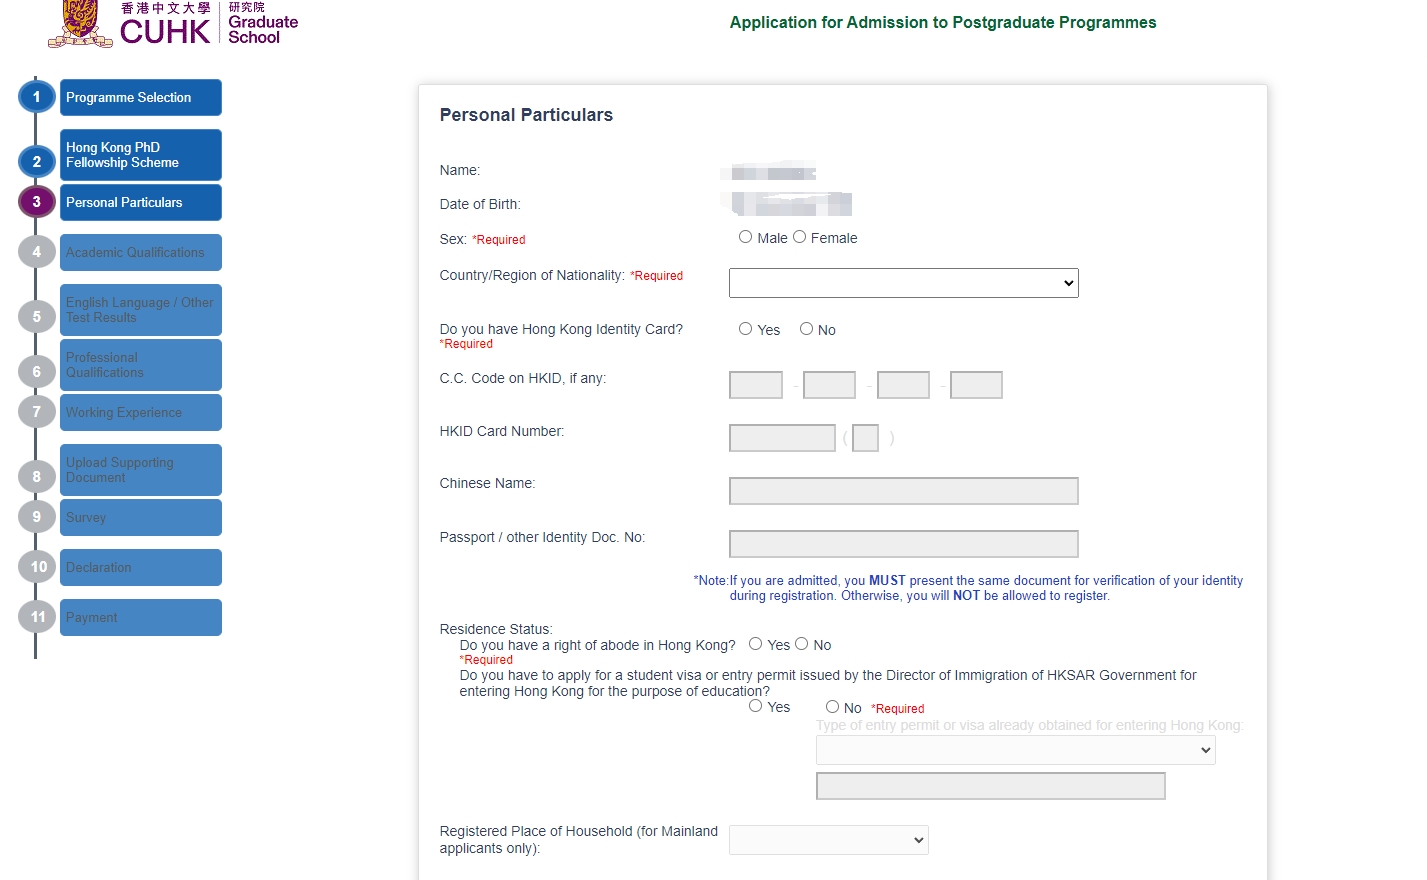 香港中文大學
CUHK
研究院
Graduate
School
Application for Admission to Postgraduate Programmes
1 Programme Selection
2 Hong Kong PhD
Fellowship Scheme
3 Personal Particulars
4 Academic Qualifications
5 English Language / Other
Test Results
6 Professional
Qualifications
7 Working Experience
8 Upload Supporting
Document
9 Survey
10 Declaration
11 Payment
Personal Particulars
Name:
Date of Birth:
Sex: *Required Male Female
Country/Region of Nationality: *Required
Do you have Hong Kong Identity Card? Yes No
*Required
C.C. Code on HKID, if any: - - -
HKID Card Number: ( )
Chinese Name:
Passport / other Identity Doc. No:
*Note:If you are admitted, you MUST present the same document for verification of your identity
during registration. Otherwise, you will NOT be allowed to register.
Residence Status:
Do you have a right of abode in Hong Kong? Yes No
*Required
Do you have to apply for a student visa or entry permit issued by the Director of Immigration of HKSAR Government for
entering Hong Kong for the purpose of education?
Yes No *Required
Type of entry permit or visa already obtained for entering Hong Kong:
Registered Place of Household (for Mainland
applicants only):